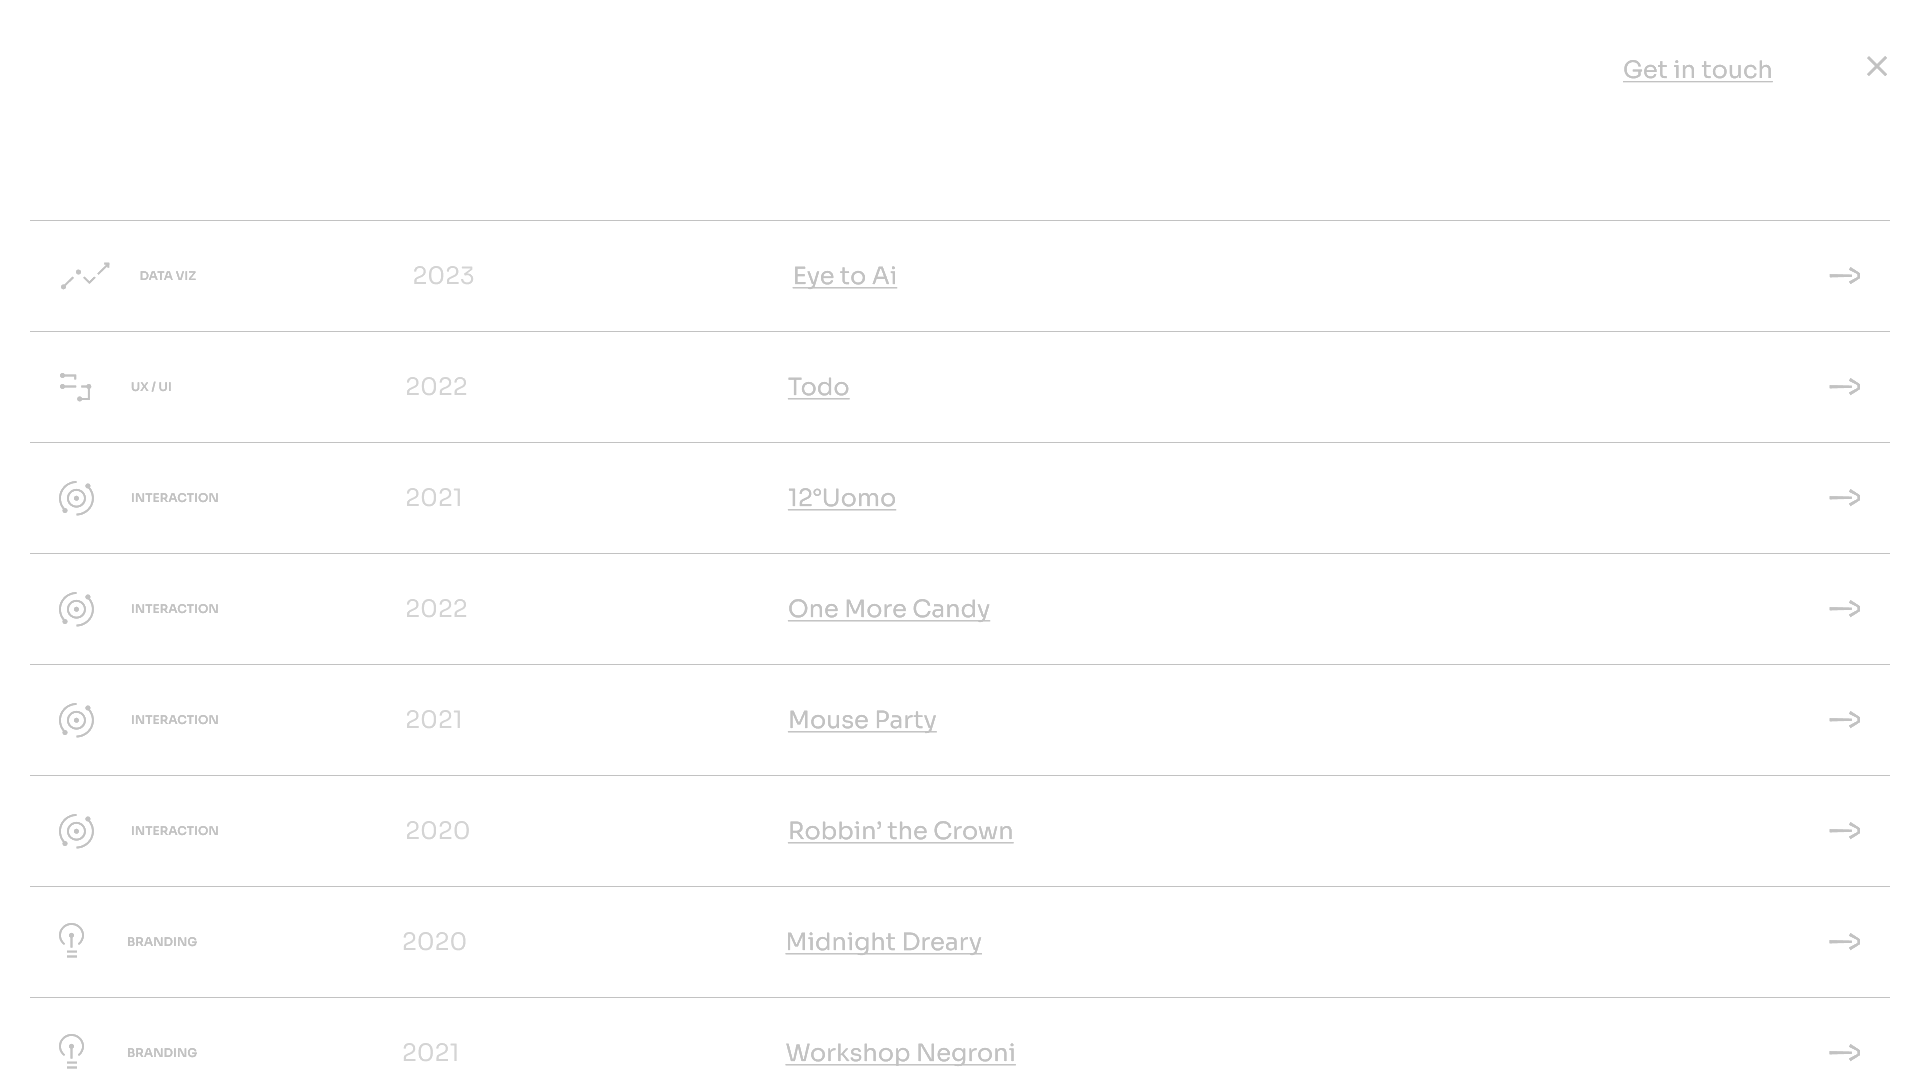 Get in touch
DATA VIZ 2023 Eye to Ai
UX / UI 2022 Todo
INTERACTION 2021 12°Uomo
INTERACTION 2022 One More Candy
INTERACTION 2021 Mouse Party
INTERACTION 2020 Robbin’ the Crown
BRANDING 2020 Midnight Dreary
BRANDING 2021 Workshop Negroni